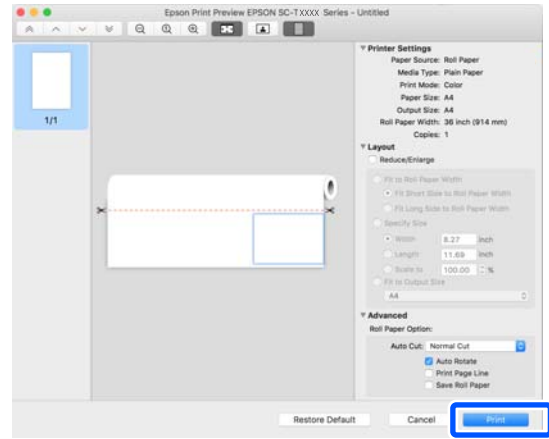 Epson Print Preview EPSON SC-TXXXX Series - Untitled
1/1
Printer Settings
Paper Source: Roll Paper
Media Type: Plain Paper
Print Mode: Color
Paper Size: A4
Output Size: A4
Roll Paper Width: 36 inch (914 mm)
Copies: 1
Layout
Reduce/Enlarge
Fit to Roll Paper Width
Fit Short Side to Roll Paper Width
Fit Long Side to Roll Paper Width
Specify Size
Width 8.27 inch
Length 11.69 inch
Scale to 100.00 %
Fit to Output Size
A4
Advanced
Roll Paper Option:
Auto Cut: Normal Cut
Auto Rotate
Print Page Line
Save Roll Paper
Restore Default Cancel Print